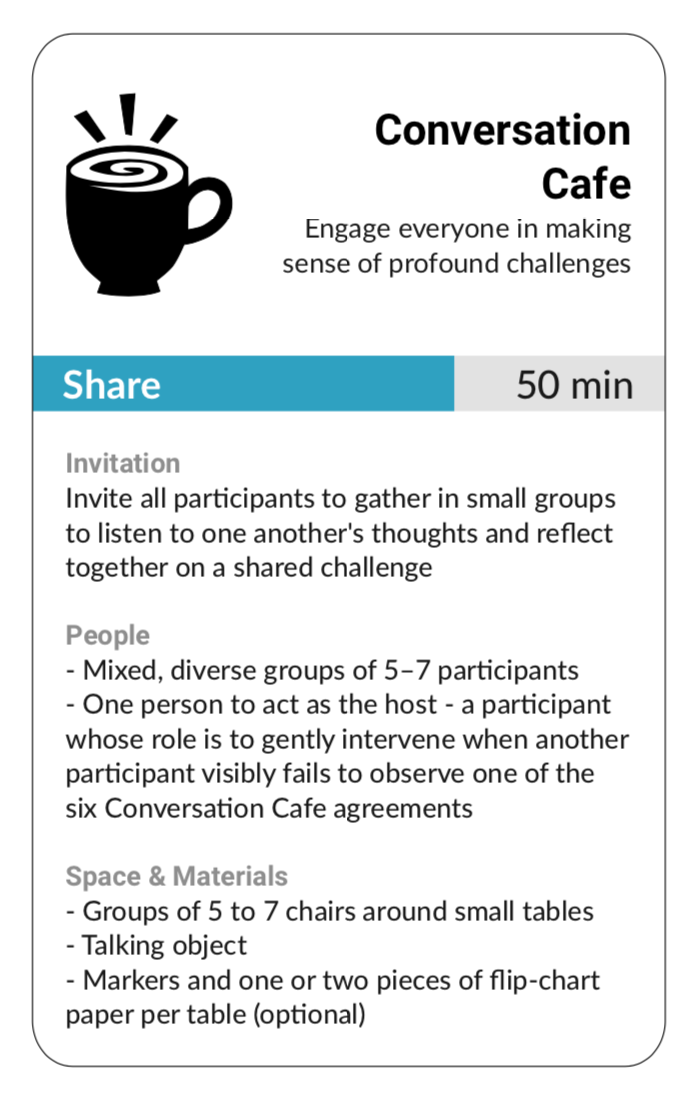 Conversation
Cafe
Engage everyone in making
sense of profound challenges
Share
50 min
Invitation
Invite all participants to gather in small groups
to listen to one another's thoughts and reflect
together on a shared challenge
People
- Mixed, diverse groups of 5–7 participants
- One person to act as the host - a participant
whose role is to gently intervene when another
participant visibly fails to observe one of the
six Conversation Cafe agreements
Space & Materials
- Groups of 5 to 7 chairs around small tables
- Talking object
- Markers and one or two pieces of flip-chart
paper per table (optional)